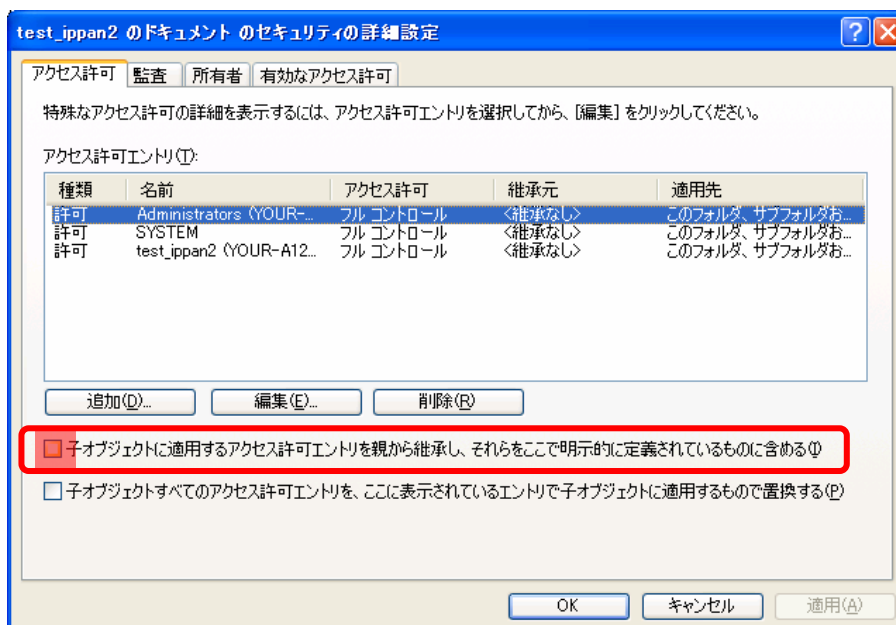 test_ippan2 のドキュメント のセキュリティの詳細設定
アクセス許可 監査 所有者 有効なアクセス許可
特殊なアクセス許可の詳細を表示するには、アクセス許可エントリを選択してから、[編集] をクリックしてください。
アクセス許可エントリ(T):
種類 名前 アクセス許可 継承元 適用先
許可 Administrators (YOUR-... フル コントロール <継承なし> このフォルダ、サブフォルダお...
許可 SYSTEM フル コントロール <継承なし> このフォルダ、サブフォルダお...
許可 test_ippan2 (YOUR-A12... フル コントロール <継承なし> このフォルダ、サブフォルダお...
追加(D)... 編集(E)... 削除(R)
子オブジェクトに適用するアクセス許可エントリを親から継承し、それらをここで明示的に定義されているものに含める(I)
子オブジェクトすべてのアクセス許可エントリを、ここに表示されているエントリで子オブジェクトに適用するもので置換する(P)
OK キャンセル 適用(A)